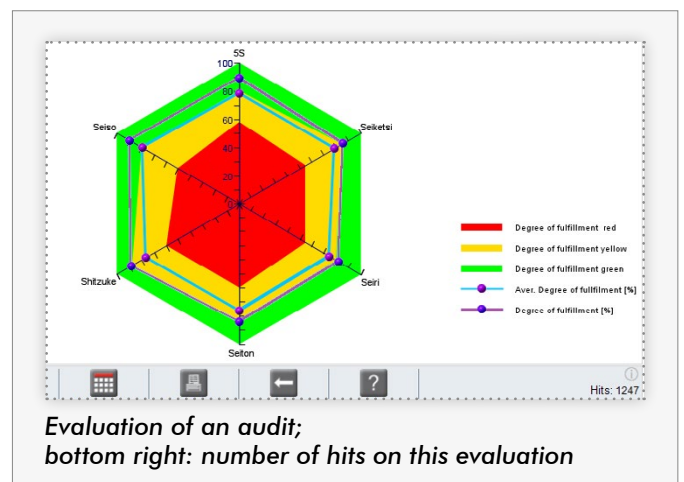 5S
100
80
60
40
20
0
Seiso
Seiketsi
Shitzuke
Seiri
Seiton
Degree of fulfillment red
Degree of fulfillment yellow
Degree of fulfillment green
Aver. Degree of fullfilment [%]
Degree of fulfillment [%]
?
Hits: 1247
Evaluation of an audit;
bottom right: number of hits on this evaluation